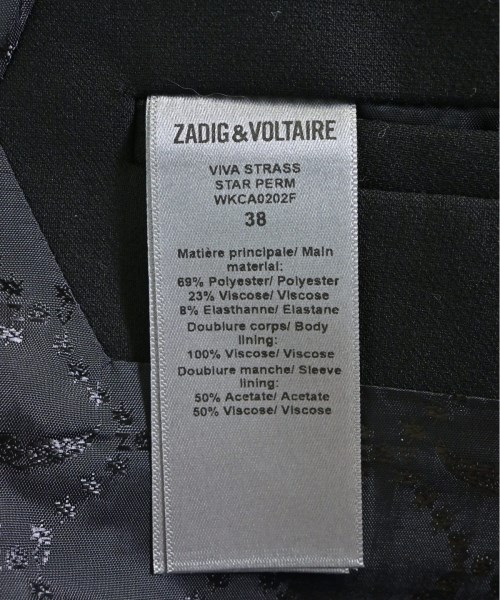 ZADIG&VOLTAIRE
VIVA STRASS
STAR PERM
WKCA0202F
38
Matière principale/ Main
material:
69% Polyester/ Polyester
23% Viscose/ Viscose
8% Elasthanne/ Elastane
Doublure corps/ Body
lining:
100% Viscose/ Viscose
Doublure manche/ Sleeve
lining:
50% Acetate/ Acetate
50% Viscose/ Viscose